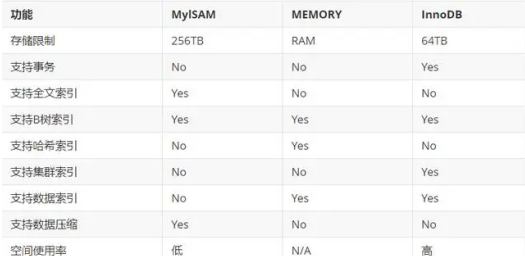 功能 MyISAM MEMORY InnoDB
存储限制 256TB RAM 64TB
支持事务 No No Yes
支持全文索引 Yes No No
支持B树索引 Yes Yes Yes
支持哈希索引 No Yes No
支持集群索引 No No Yes
支持数据索引 No Yes Yes
支持数据压缩 Yes No No
空间使用率 低 N/A 高